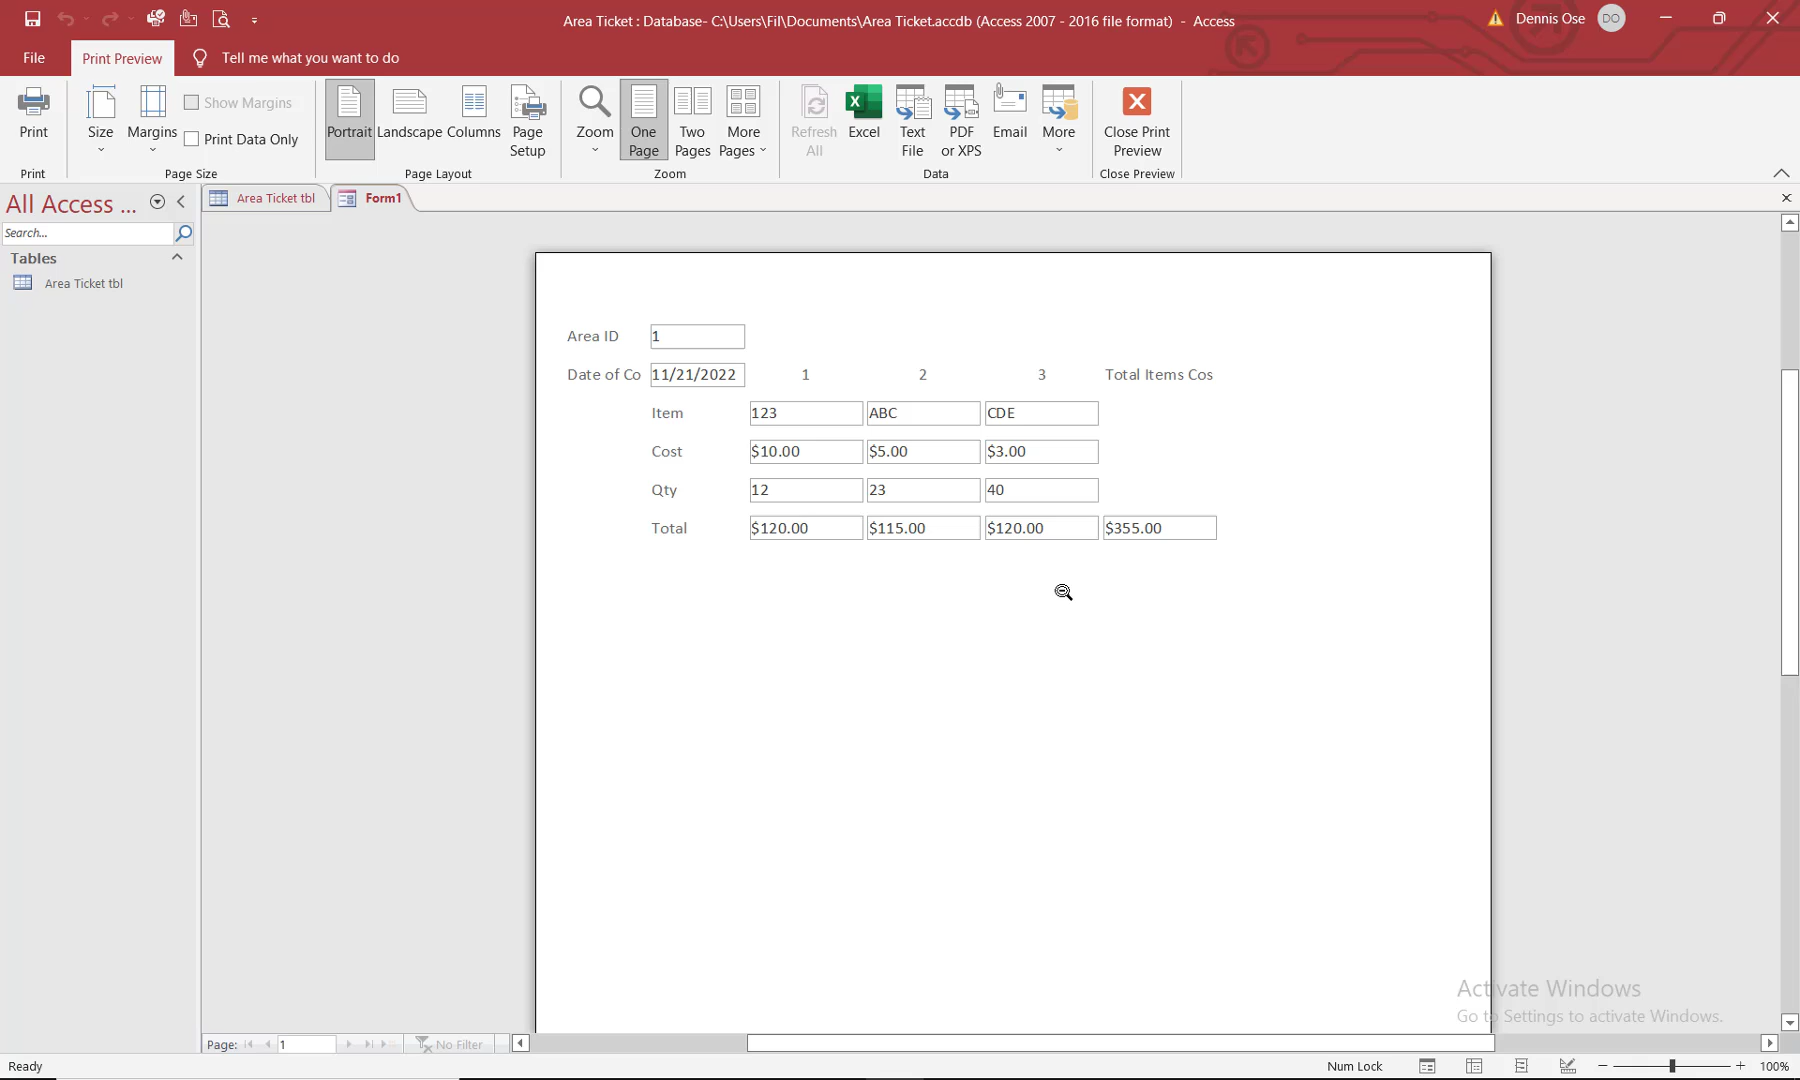 Area Ticket : Database- C:\Users\Fil\Documents\Area Ticket.accdb (Access 2007 - 2016 file format) - Access
Dennis Ose DO
File Print Preview Tell me what you want to do
Print
Size
Margins
Show Margins
Print Data Only
Portrait
Landscape
Columns
Page Setup
Zoom
One Page
Two Pages
More Pages
Refresh All
Excel
Text File
PDF or XPS
Email
More
Close Print Preview
Print Page Size Page Layout Zoom Data Close Preview
All Access ...
Area Ticket tbl Form1
Search...
Tables
Area Ticket tbl
Area ID 1
Date of Co 11/21/2022 1 2 3 Total Items Cos
Item 123 ABC CDE
Cost $10.00 $5.00 $3.00
Qty 12 23 40
Total $120.00 $115.00 $120.00 $355.00
Activate Windows
Go to Settings to activate Windows.
Page: 1 No Filter
Ready Num Lock 100%